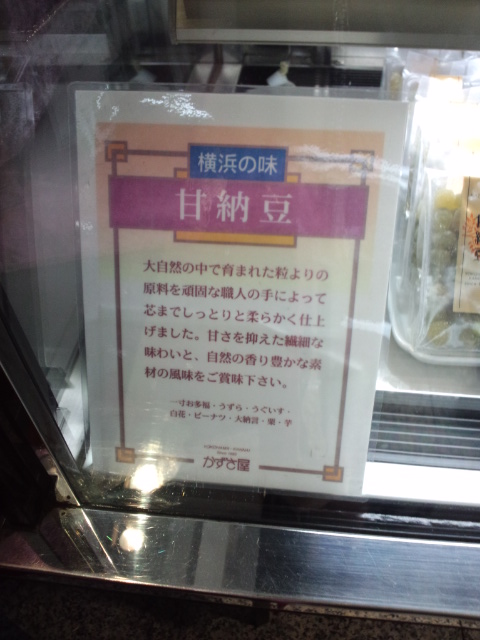 横浜の味
甘納豆
大自然の中で育まれた粒よりの
原料を頑固な職人の手によって
芯までしっとりと柔らかく仕上
げました。甘さを抑えた繊細な
味わいと、自然の香り豊かな素
材の風味をご賞味下さい。
一寸お多福・うずら・うぐいす・
白花・ピーナツ・大納言・栗・芋
かずさ屋